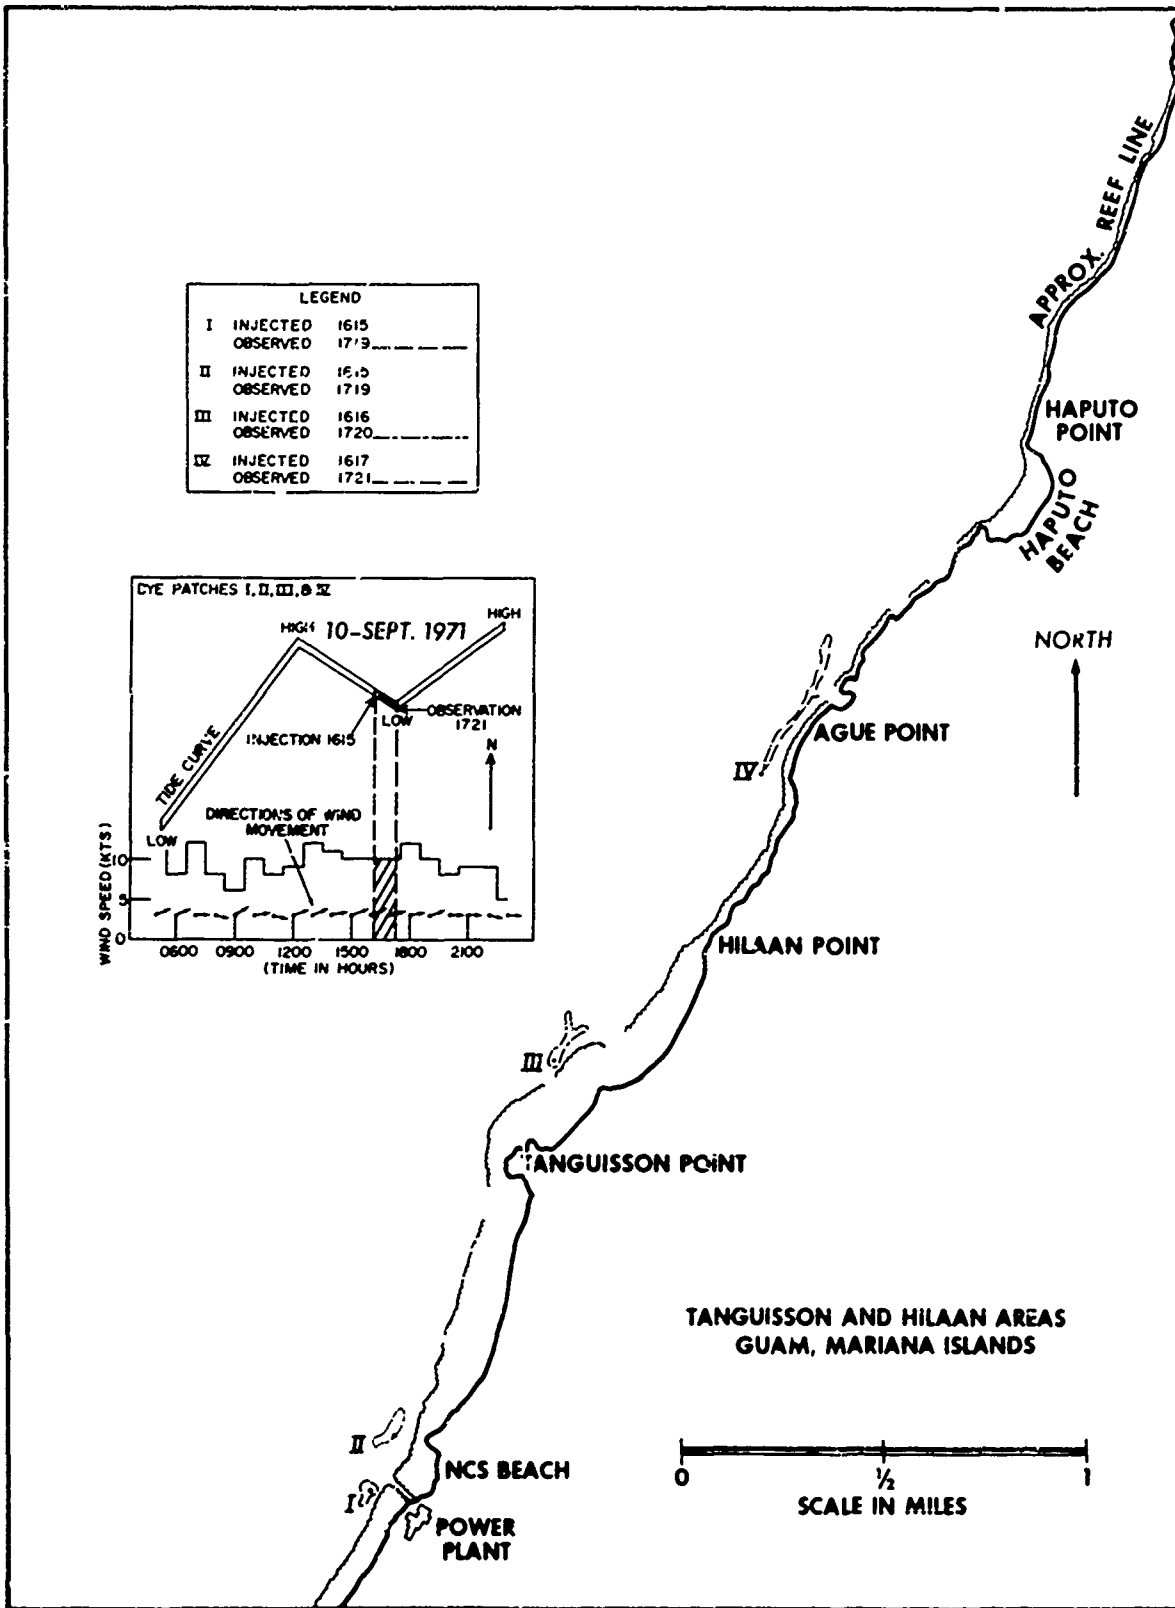 APPROX. REEF LINE
LEGEND
I INJECTED 1615
OBSERVED 1719
II INJECTED 1615
OBSERVED 1719
III INJECTED 1616
OBSERVED 1720
IV INJECTED 1617
OBSERVED 1721
HAPUTO
POINT
HAPUTO
BEACH
DYE PATCHES I, II, III, & IV
HIGH
HIGH 10-SEPT. 1971
OBSERVATION
1721
LOW
INJECTION 1615
N
TIDE CURVE
LOW
DIRECTIONS OF WIND
MOVEMENT
WIND SPEED (KTS)
10
5
0
0600 0900 1200 1500 1800 2100
(TIME IN HOURS)
NORTH
AGUE POINT
IV
HILAAN POINT
III
TANGUISSON POINT
TANGUISSON AND HILAAN AREAS
GUAM, MARIANA ISLANDS
II
NCS BEACH
I
POWER
PLANT
0 ½ 1
SCALE IN MILES